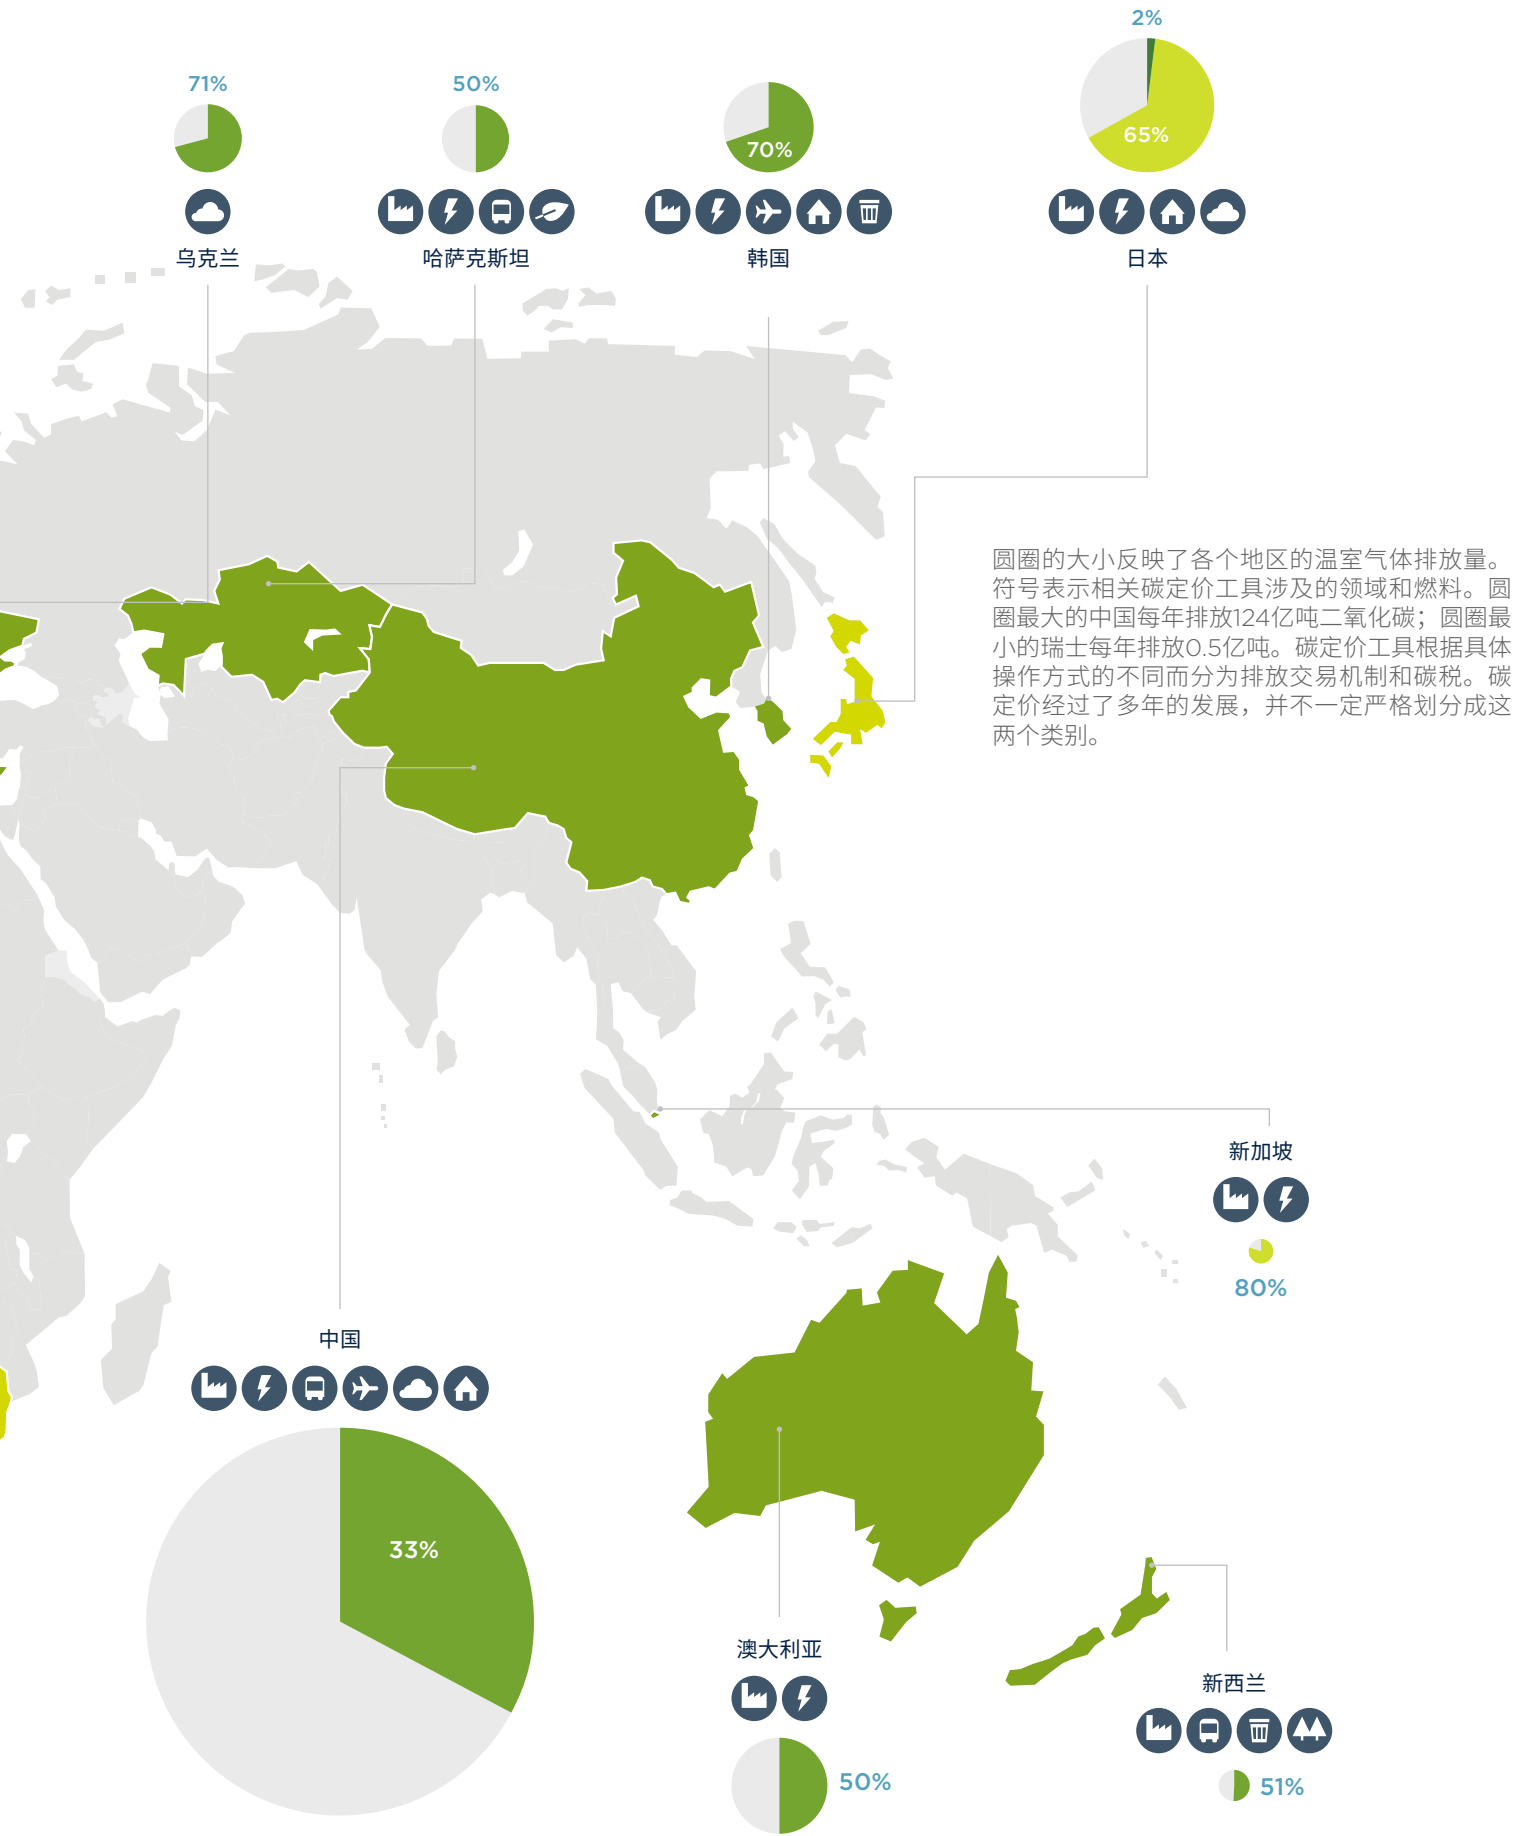 2%
71%
50%
70%
65%
乌克兰
哈萨克斯坦
韩国
日本
圆圈的大小反映了各个地区的温室气体排放量。
符号表示相关碳定价工具涉及的领域和燃料。圆
圈最大的中国每年排放124亿吨二氧化碳；圆圈最
小的瑞士每年排放0.5亿吨。碳定价工具根据具体
操作方式的不同而分为排放交易机制和碳税。碳
定价经过了多年的发展，并不一定严格划分成这
两个类别。
新加坡
80%
中国
33%
澳大利亚
50%
新西兰
51%